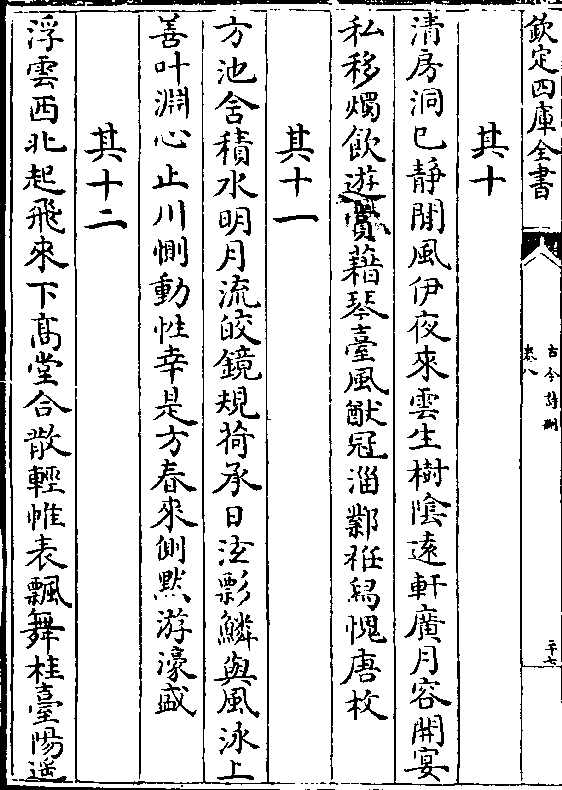 欽定四庫全書
古今詩刪
卷八
二十七
其十
清房洞已靜閒風伊夜來雲生樹陰遠軒廣月容開宴
私移燭飲遊賞藉琴臺風猷冠淄鄴衽舄愧唐枚
其十一
方池含積水明月流皎鏡規荷承日泫彯鱗與風泳上
善叶淵心止川惻動性幸是方春來側黙游濠盛
其十二
浮雲西北起飛來下高堂合散輕帷表飄舞桂臺陽遥